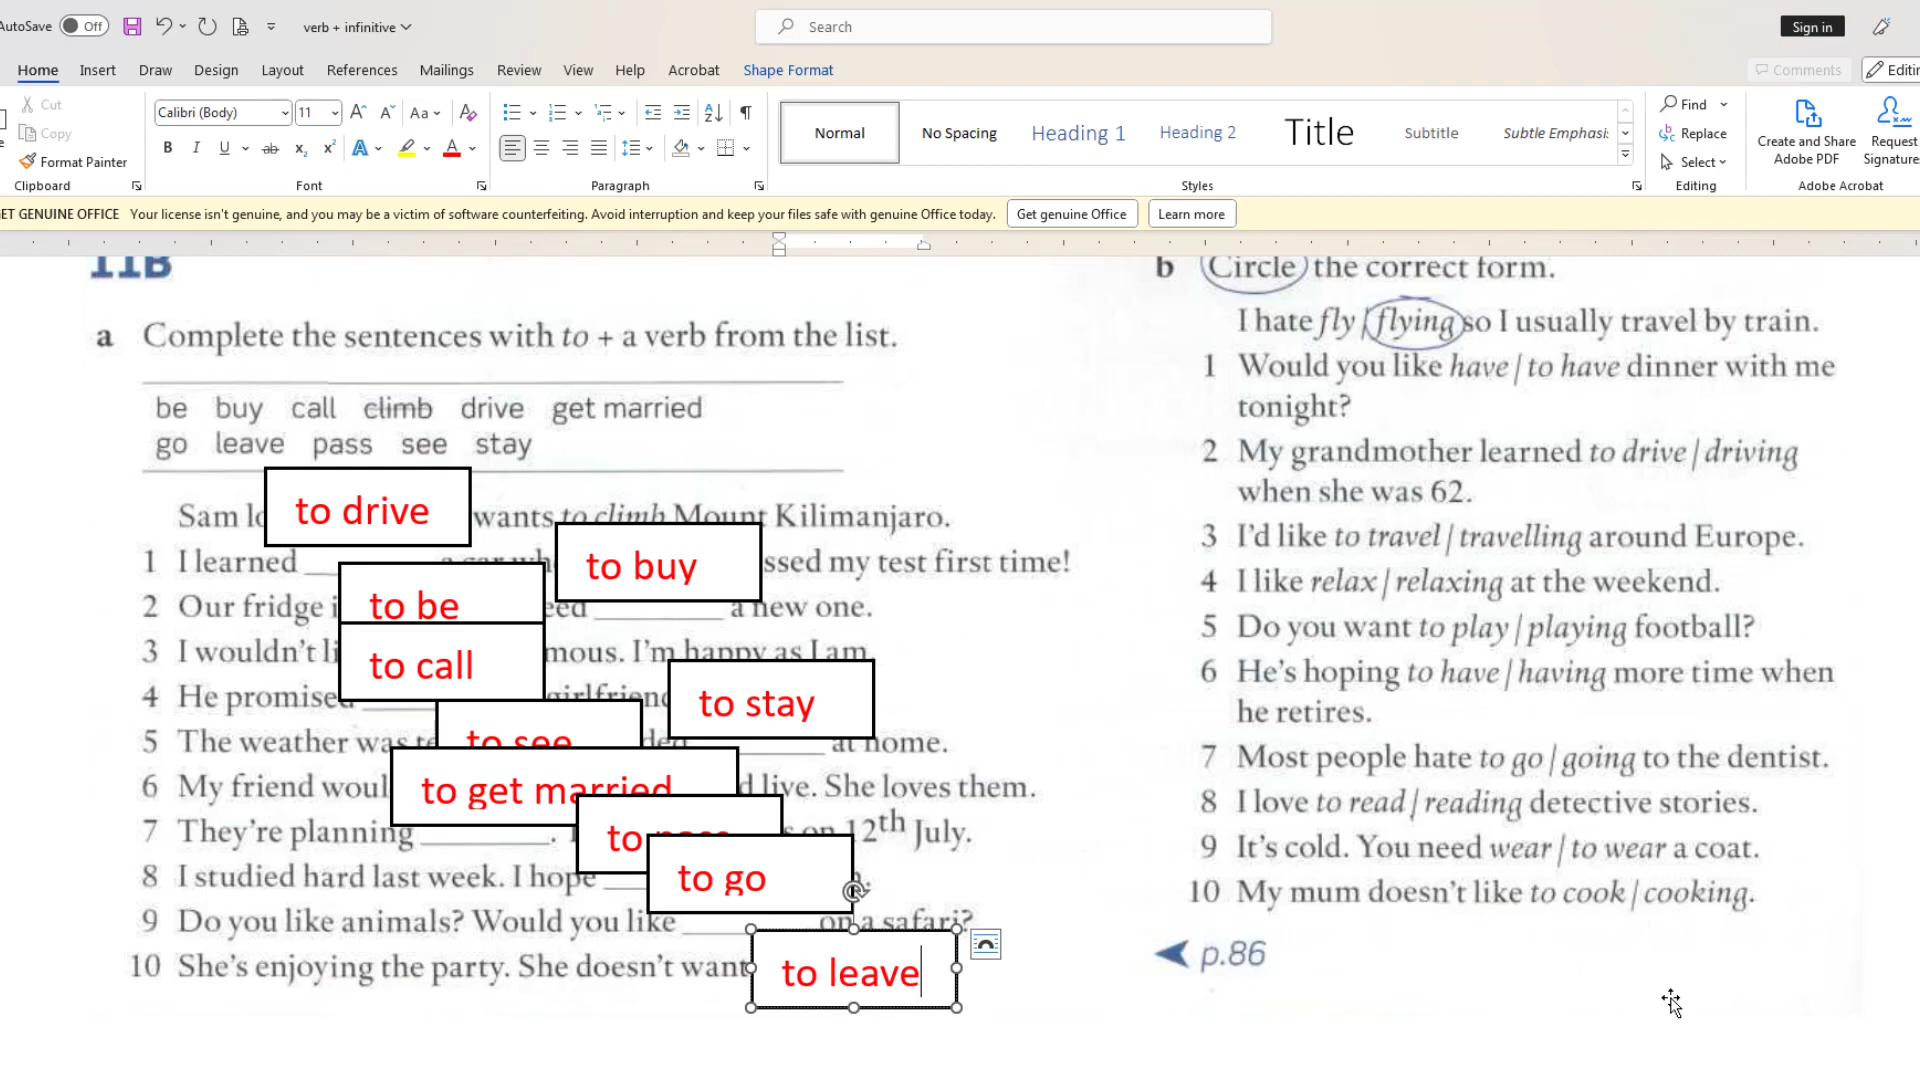 AutoSave Off verb + infinitive Search Sign in
Home Insert Draw Design Layout References Mailings Review View Help Acrobat Shape Format Comments
Cut
Copy
Format Painter
Clipboard
Calibri (Body) 11 Aa
B I U ab x₂ x² A A
Font
Paragraph
Normal No Spacing Heading 1 Heading 2 Title Subtitle
Styles
Find
Replace
Select
Editing
Create and Share
Adobe PDF
Request
Adobe Acrobat
GENUINE OFFICE Your license isn't genuine, and you may be a victim of software counterfeiting. Avoid interruption and keep your files safe with genuine Office today. Get genuine Office Learn more
11B
a Complete the sentences with to + a verb from the list.
be buy call climb drive get married
go leave pass see stay
to drive
Sam wants to climb Mount Kilimanjaro.
to buy
1 I learned my test first time!
to be
2 Our fridge a new one.
to call
3 I wouldn't I'm happy as I am.
to stay
4 He promised girlfriend
to see
5 The weather was at home.
to get married
6 My friend live. She loves them.
to
7 They're planning on 12th July.
to go
8 I studied hard last week. I hope
9 Do you like animals? Would you like on a safari?
10 She's enjoying the party. She doesn't want
to leave
b Circle the correct form.
I hate fly / flying so I usually travel by train.
1 Would you like have / to have dinner with me
tonight?
2 My grandmother learned to drive / driving
when she was 62.
3 I'd like to travel / travelling around Europe.
4 I like relax / relaxing at the weekend.
5 Do you want to play / playing football?
6 He's hoping to have / having more time when
he retires.
7 Most people hate to go / going to the dentist.
8 I love to read / reading detective stories.
9 It's cold. You need wear / to wear a coat.
10 My mum doesn't like to cook / cooking.
p.86